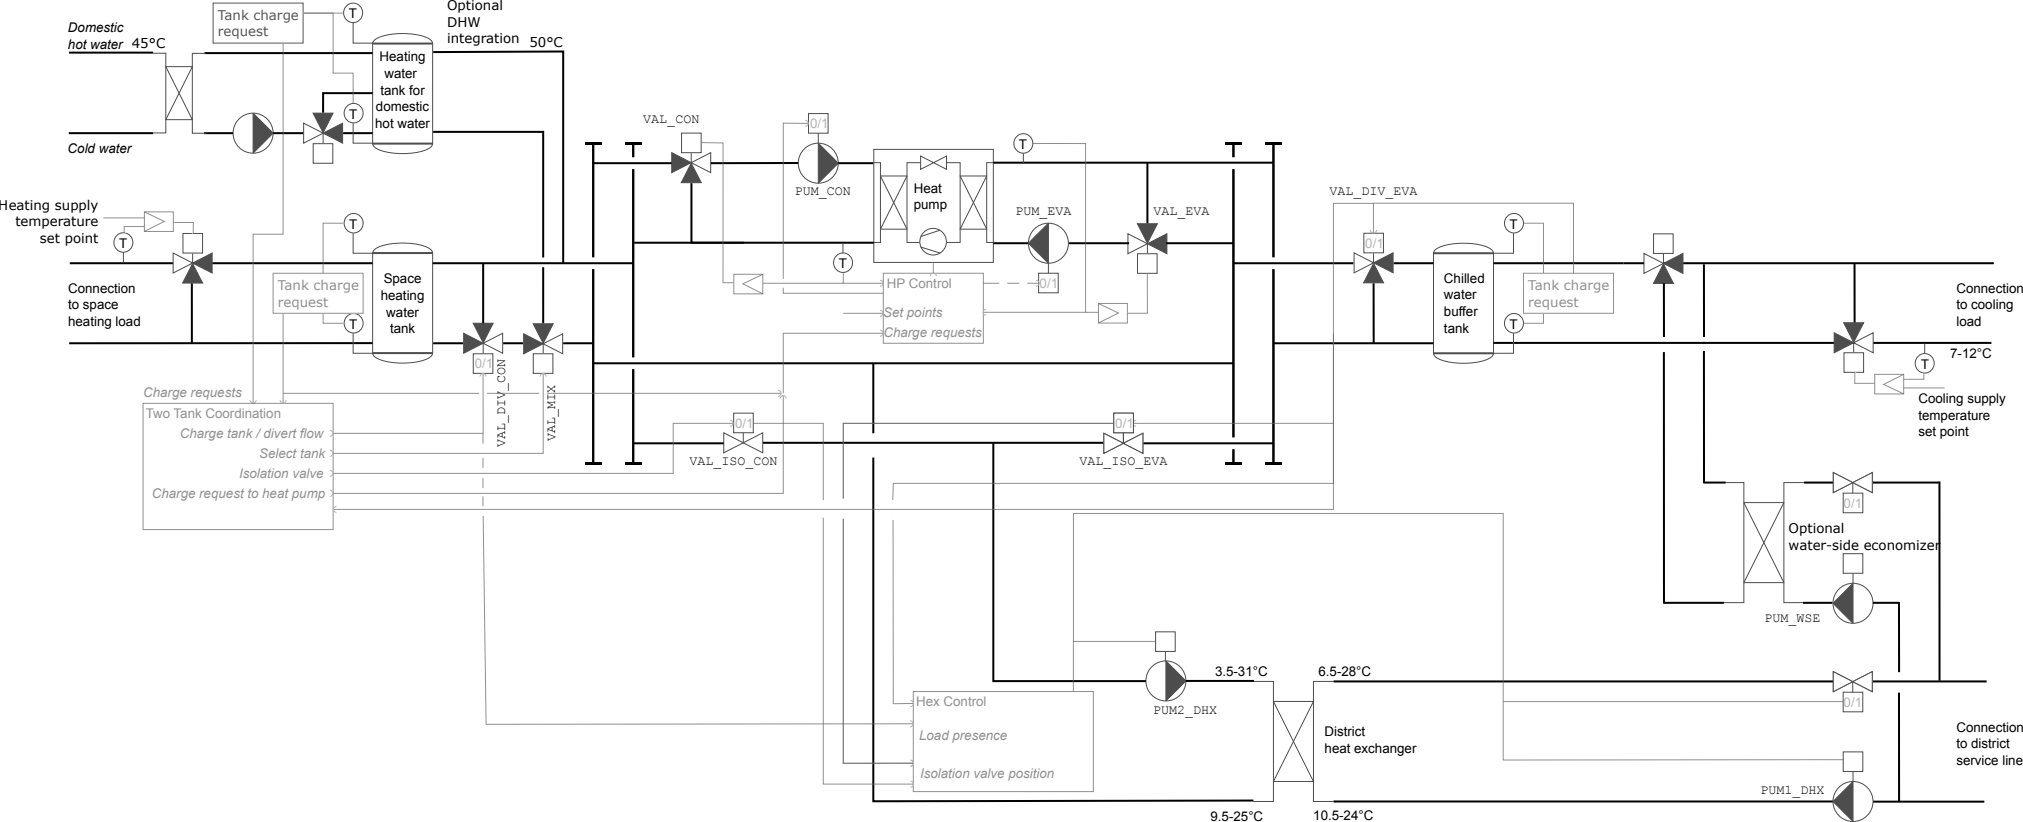 Tank charge
request
T
Optional
DHW
integration
50°C
Domestic
hot water
45°C
Heating
water
tank for
domestic
hot water
T
Cold water
VAL_CON
0/1
PUM_CON
Heat
pump
T
PUM_EVA
VAL_EVA
VAL_DIV_EVA
Heating supply
temperature
set point
T
T
Connection
to space
heating load
Tank charge
request
T
Space
heating
water
tank
0/1
VAL_DIV_CON
VAL_MIX
T
HP Control
Set points
Charge requests
0/1
0/1
Chilled
water
buffer
tank
T
Tank charge
request
T
Connection
to cooling
load
7-12°C
T
Cooling supply
temperature
set point
Charge requests
Two Tank Coordination
Charge tank / divert flow
Select tank
Isolation valve
Charge request to heat pump
0/1
VAL_ISO_CON
0/1
VAL_ISO_EVA
0/1
Optional
water-side economizer
PUM_WSE
Hex Control
Load presence
Isolation valve position
PUM2_DHX
3.5-31°C
6.5-28°C
0/1
District
heat exchanger
Connection
to district
service line
PUM1_DHX
9.5-25°C
10.5-24°C